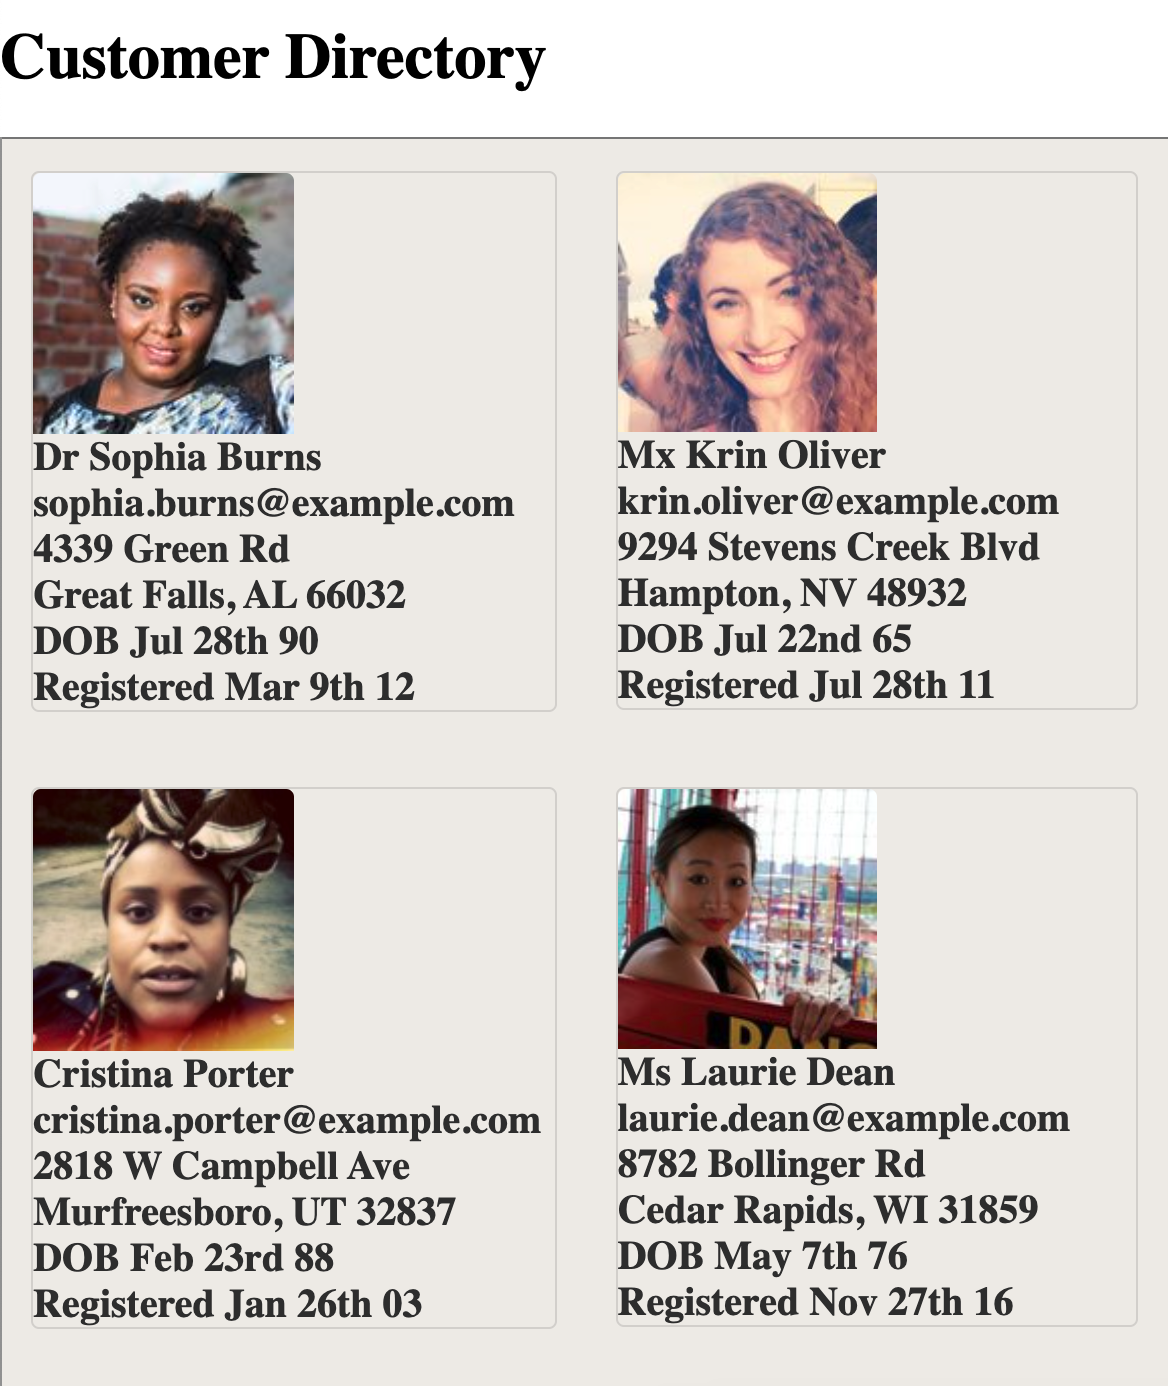 Customer Directory
Dr Sophia Burns
sophia.burns@example.com
4339 Green Rd
Great Falls, AL 66032
DOB Jul 28th 90
Registered Mar 9th 12
Mx Krin Oliver
krin.oliver@example.com
9294 Stevens Creek Blvd
Hampton, NV 48932
DOB Jul 22nd 65
Registered Jul 28th 11
Cristina Porter
cristina.porter@example.com
2818 W Campbell Ave
Murfreesboro, UT 32837
DOB Feb 23rd 88
Registered Jan 26th 03
DANG
Ms Laurie Dean
laurie.dean@example.com
8782 Bollinger Rd
Cedar Rapids, WI 31859
DOB May 7th 76
Registered Nov 27th 16